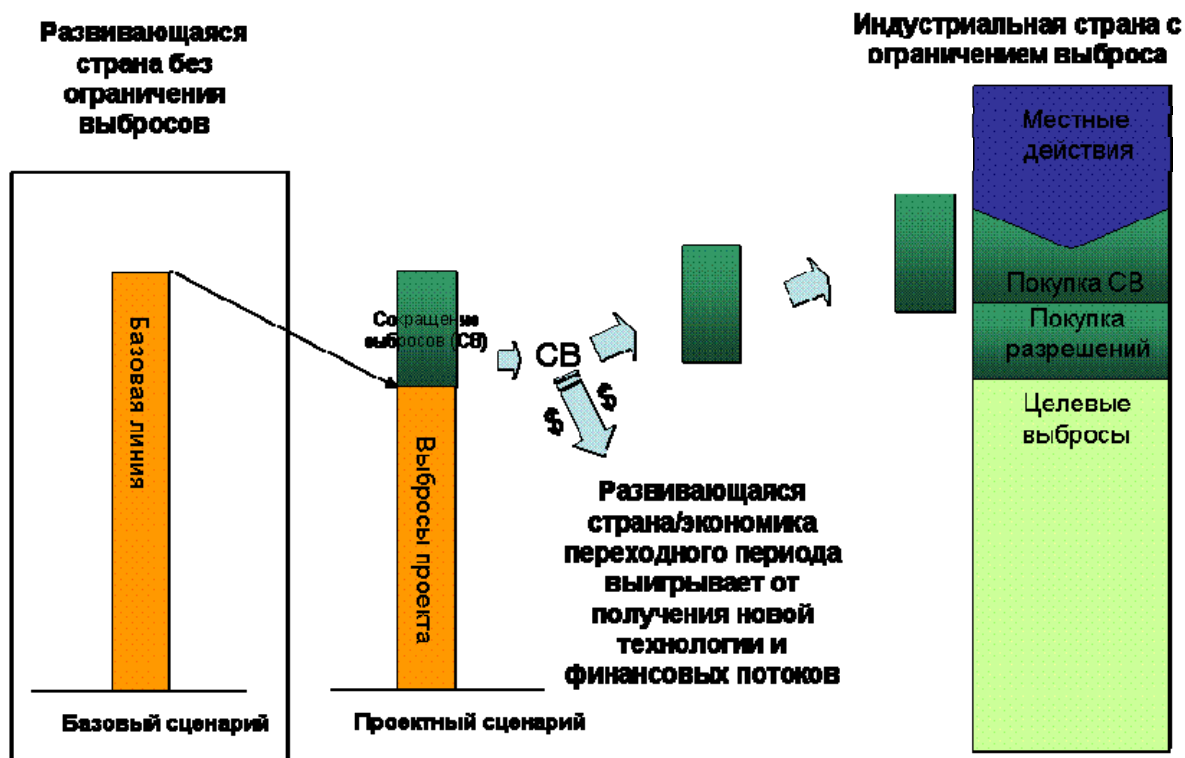 Развивающаяся
страна без
ограничения
выбросов
Индустриальная страна с
ограничением выброса
Базовая линия
Базовый сценарий
Сокращение
выбросов (СВ)
Выбросы проекта
Проектный сценарий
СВ
$
$
Развивающаяся
страна/экономика
переходного периода
выигрывает от
получения новой
технологии и
финансовых потоков
Местные
действия
Покупка СВ
Покупка
разрешений
Целевые
выбросы